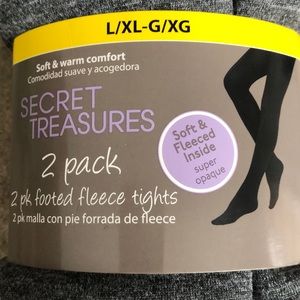 L/XL-G/XG
Soft & warm comfort
Comodidad suave y acogedora
SECRET
TREASURES
2 pack
2 pk footed fleece tights
2 pk malla con pie forrada de fleece
Soft &
Fleeced
Inside
super
opaque